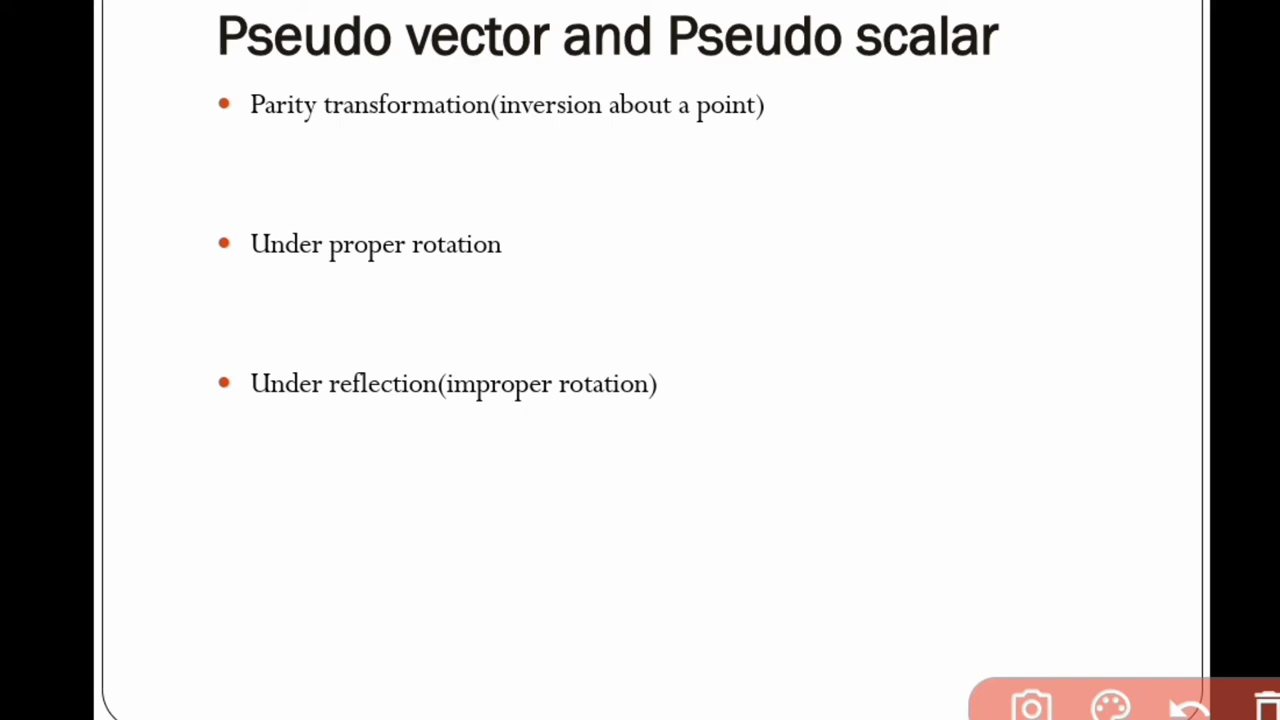 Pseudo vector and Pseudo scalar
• Parity transformation(inversion about a point)
• Under proper rotation
• Under reflection(improper rotation)